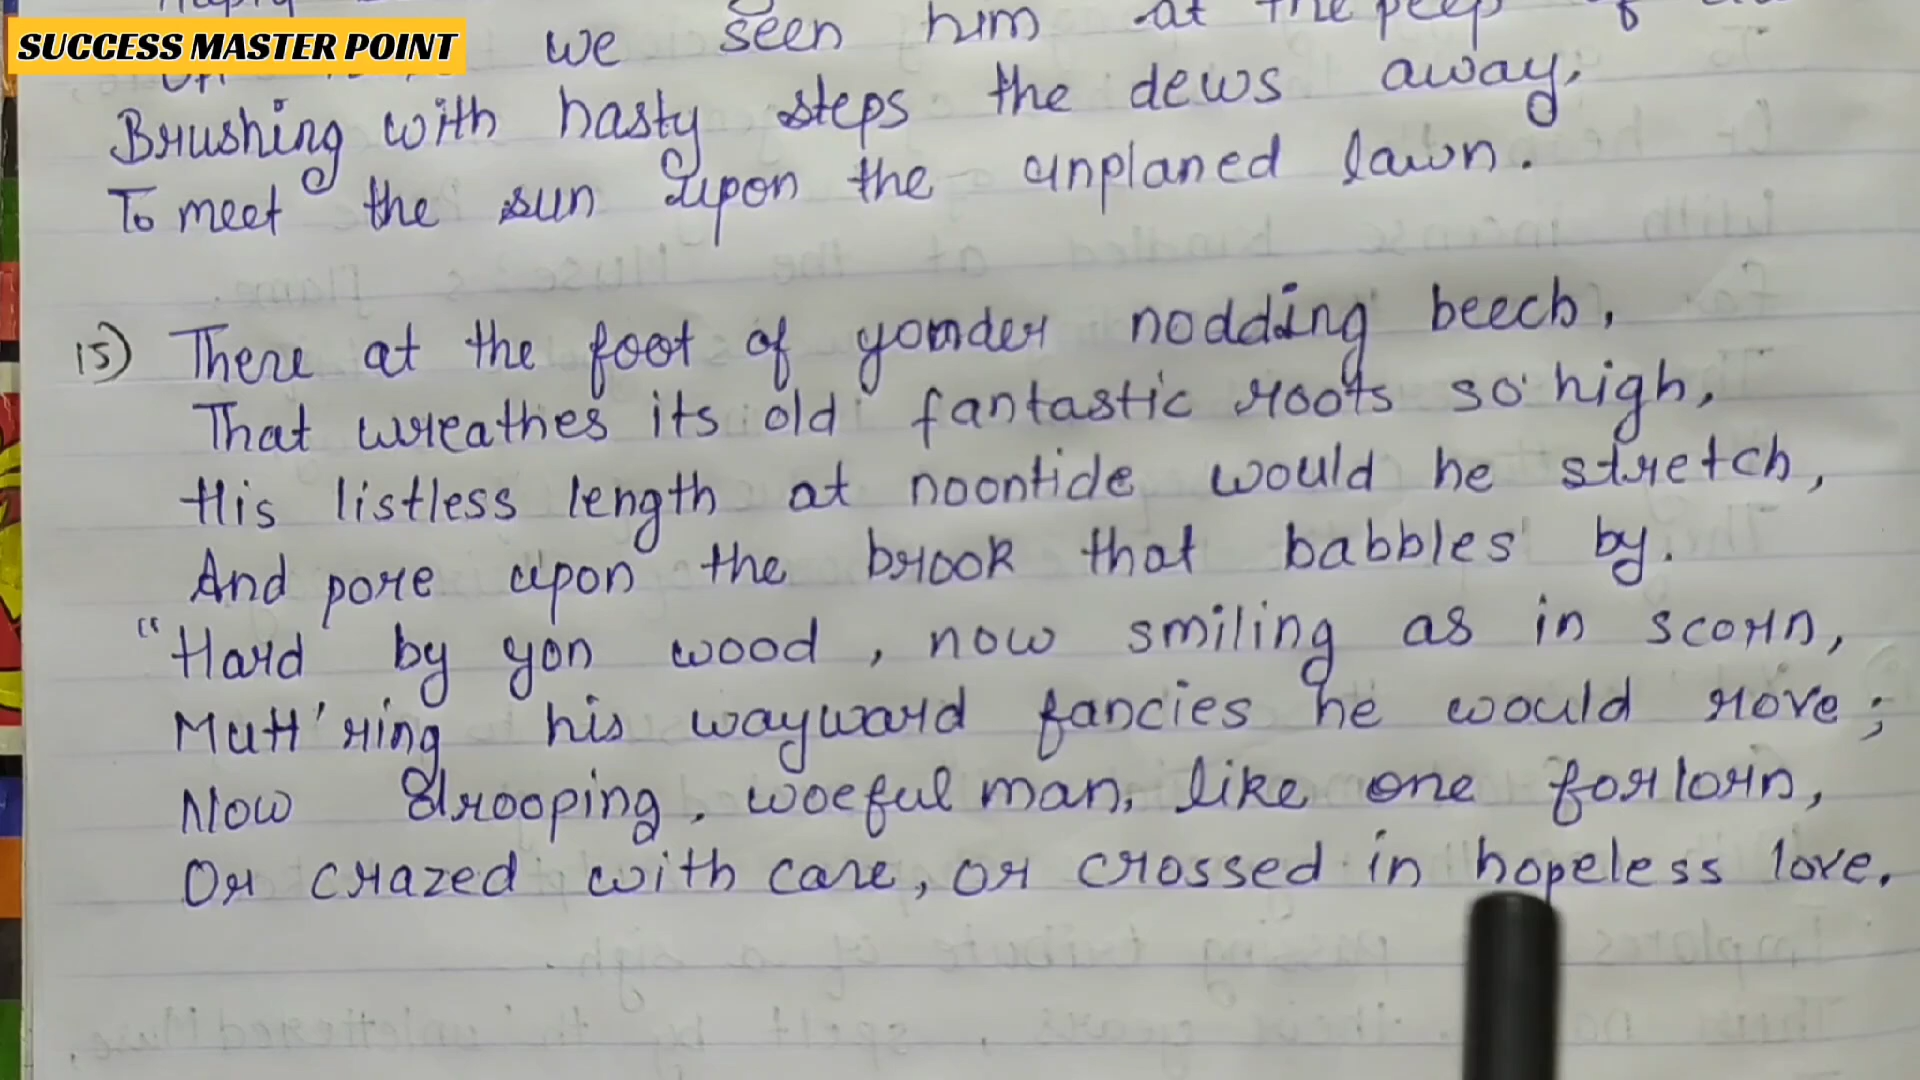 SUCCESS MASTER POINT
we seen him at the peep of
Brushing with hasty steps the dews away,
To meet the sun upon the unplaned lawn.
15) There at the foot of yonder nodding beech,
That wreathes its old fantastic roots so high,
His listless length at noontide would he stretch,
And pore upon the brook that babbles by.
"Hard by yon wood, now smiling as in scorn,
Mutt'ring his wayward fancies he would rove;
Now drooping, woeful man, like one forlorn,
Or crazed with care, or crossed in hopeless love.